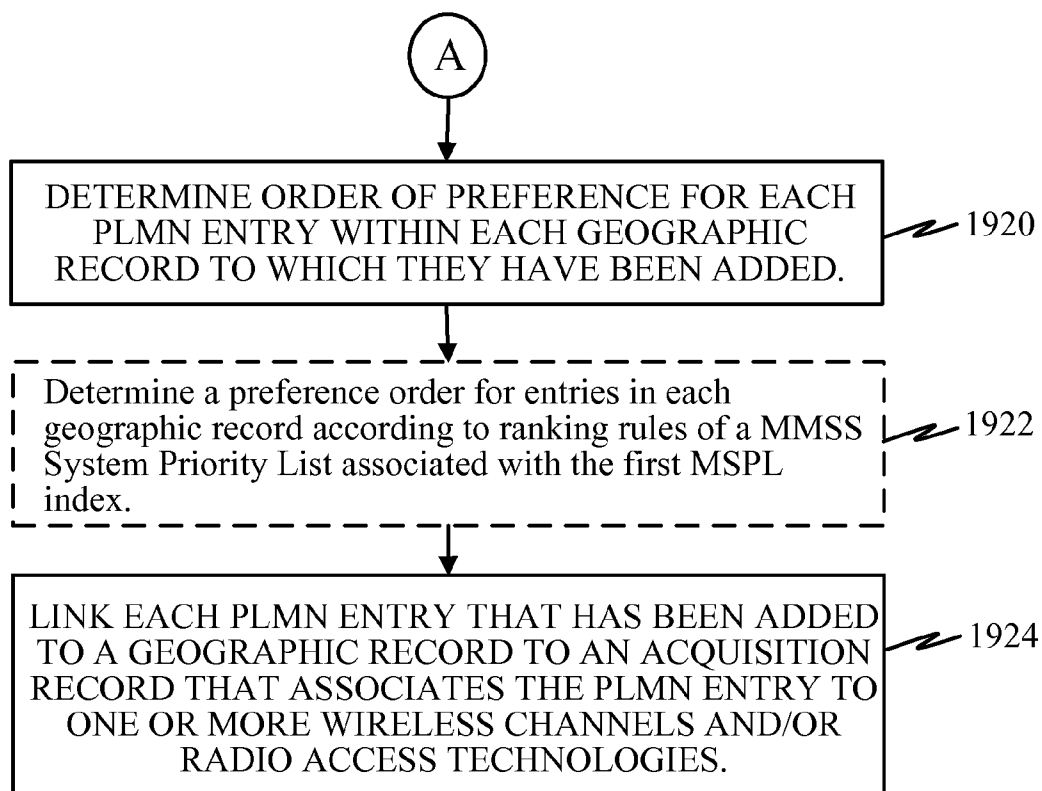 A
DETERMINE ORDER OF PREFERENCE FOR EACH
PLMN ENTRY WITHIN EACH GEOGRAPHIC
RECORD TO WHICH THEY HAVE BEEN ADDED.
1920
Determine a preference order for entries in each
geographic record according to ranking rules of a MMSS
System Priority List associated with the first MSPL
index.
1922
LINK EACH PLMN ENTRY THAT HAS BEEN ADDED
TO A GEOGRAPHIC RECORD TO AN ACQUISITION
RECORD THAT ASSOCIATES THE PLMN ENTRY TO
ONE OR MORE WIRELESS CHANNELS AND/OR
RADIO ACCESS TECHNOLOGIES.
1924